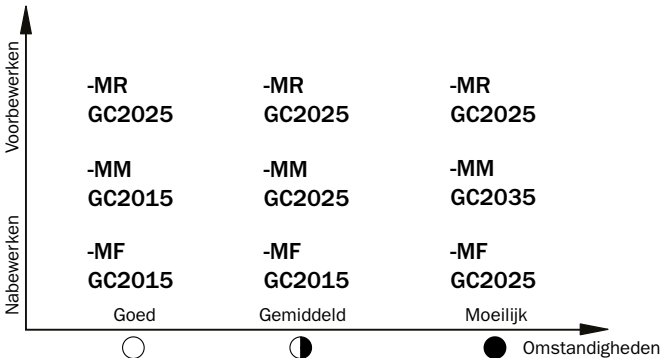 Voorbewerken
-MR
GC2025
-MR
GC2025
-MR
GC2025
-MM
GC2015
-MM
GC2025
-MM
GC2035
Nabewerken
-MF
GC2015
-MF
GC2015
-MF
GC2025
Goed
Gemiddeld
Moeilijk
Omstandigheden